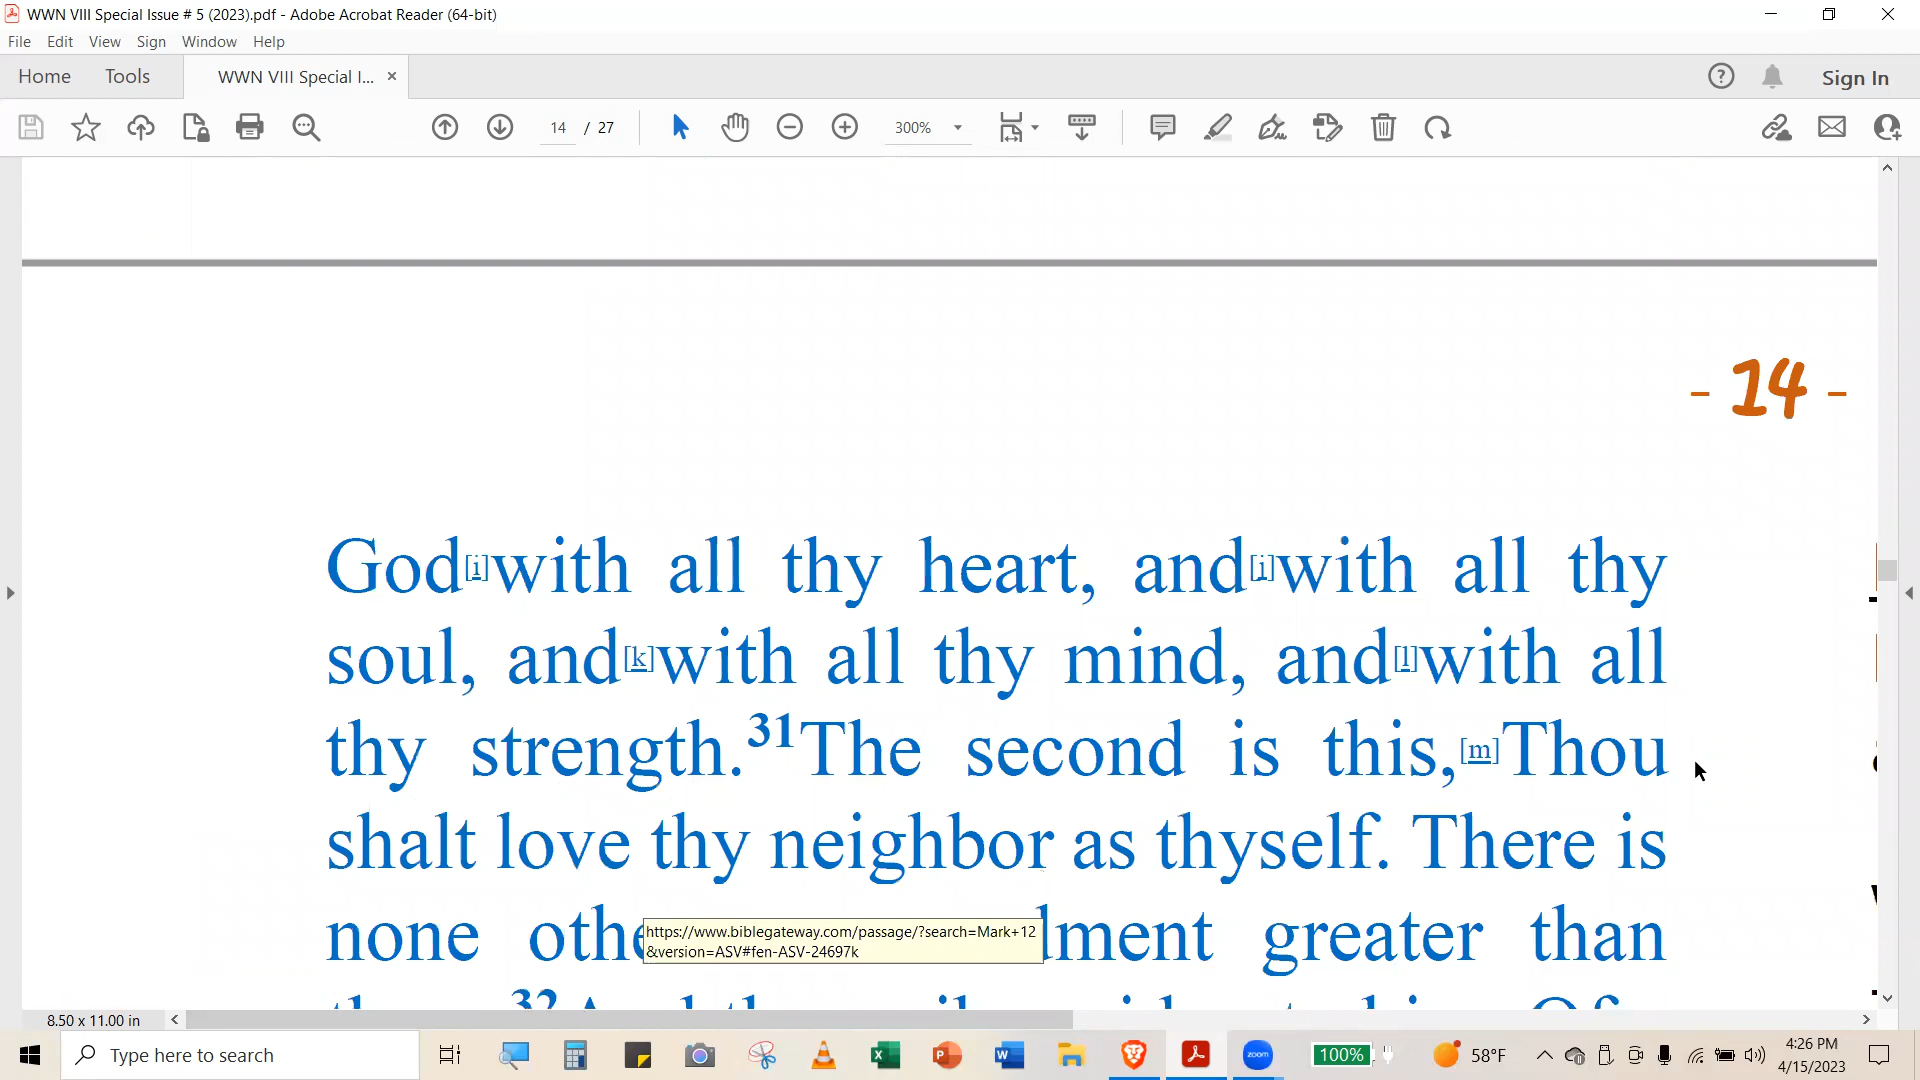 WWN VIII Special Issue # 5 (2023).pdf - Adobe Acrobat Reader (64-bit)
File Edit View Sign Window Help
Home Tools WWN VIII Special I... × Sign In
14 / 27 300%
- 14 -
God[i]with all thy heart, and[j]with all thy
soul, and[k]with all thy mind, and[l]with all
thy strength.31The second is this,[m]Thou
shalt love thy neighbor as thyself. There is
none othe dment greater than
https://www.biblegateway.com/passage/?search=Mark+12
&version=ASV#fen-ASV-24697k
32
8.50 x 11.00 in
Type here to search
zoom
100%
58°F
4:26 PM
4/15/2023